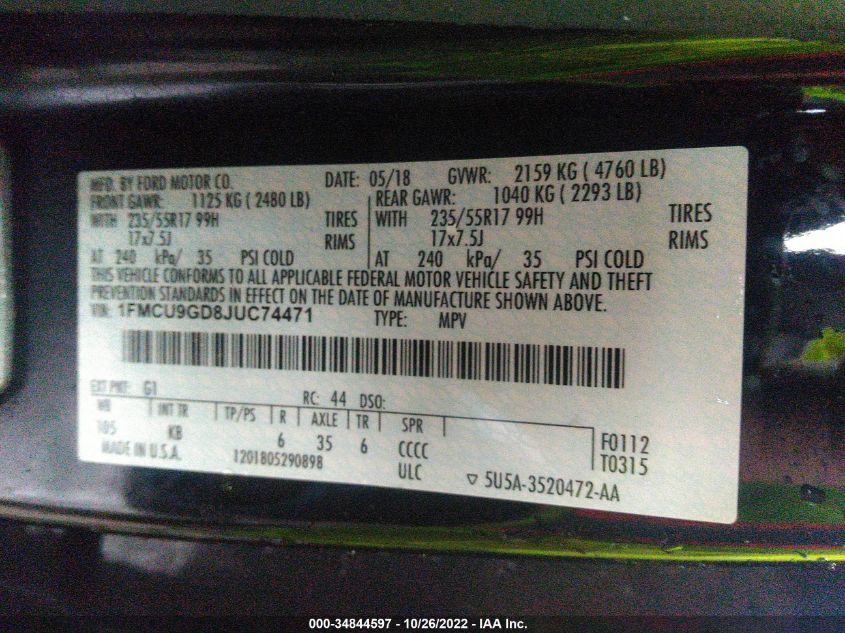 MFD. BY FORD MOTOR CO. DATE: 05/18 GVWR: 2159 KG ( 4760 LB)
FRONT GAWR: 1125 KG ( 2480 LB) REAR GAWR: 1040 KG ( 2293 LB)
WITH 235/55R17 99H TIRES WITH 235/55R17 99H TIRES
17x7.5J RIMS 17x7.5J RIMS
AT 240 kPa/ 35 PSI COLD AT 240 kPa/ 35 PSI COLD
THIS VEHICLE CONFORMS TO ALL APPLICABLE FEDERAL MOTOR VEHICLE SAFETY AND THEFT
PREVENTION STANDARDS IN EFFECT ON THE DATE OF MANUFACTURE SHOWN ABOVE.
VIN: 1FMCU9GD8JUC74471 TYPE: MPV
EXT PNT: G1 RC: 44 DSO:
WB INT TR TP/PS R AXLE TR SPR
105 KB 6 35 6 CCCC F0112
MADE IN U.S.A. 1201805290898 ULC T0315
▽ 5U5A-3520472-AA
000-34844597 - 10/26/2022 - IAA Inc.